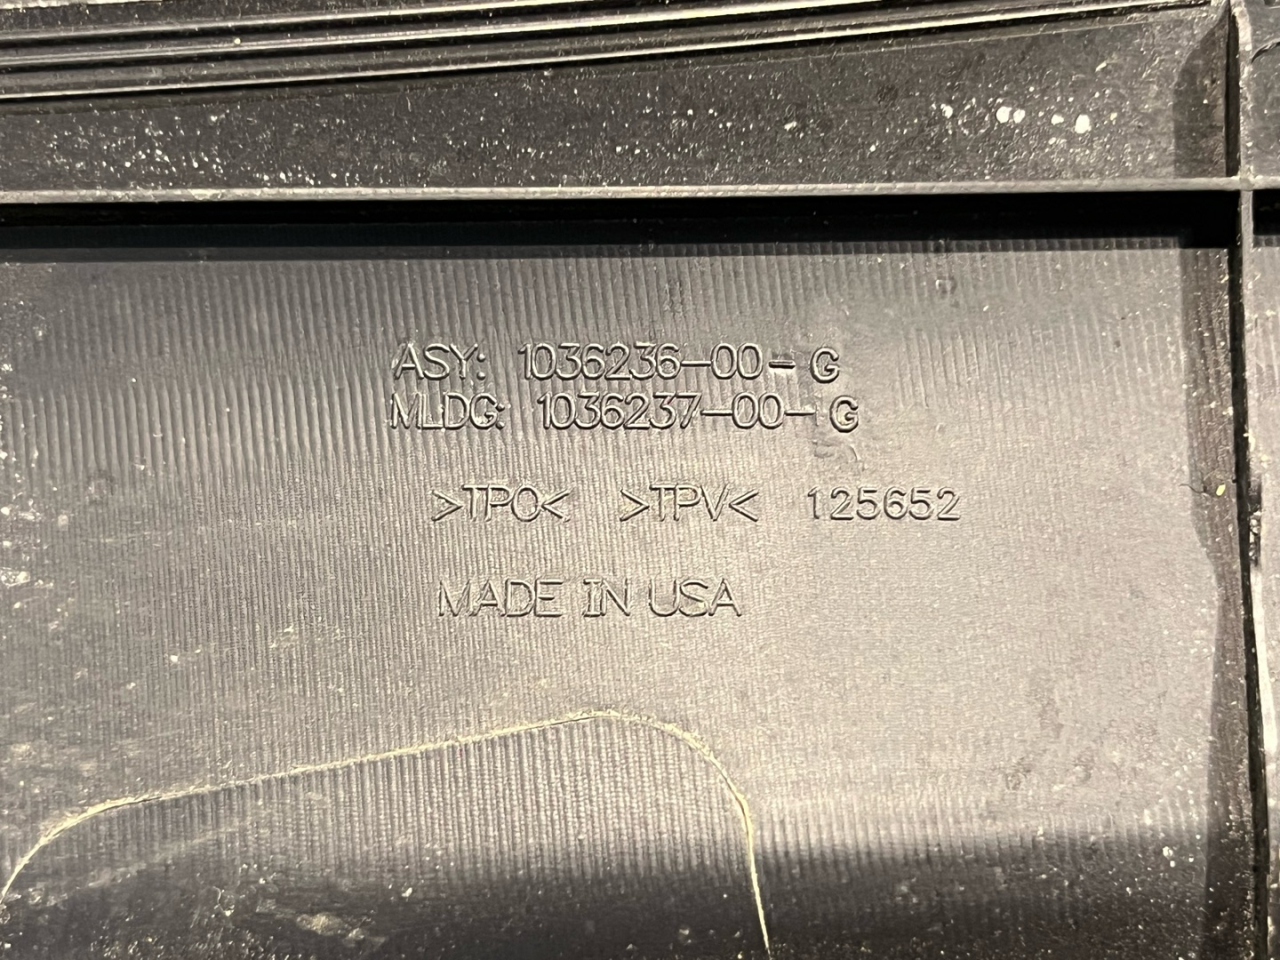 ASY: 1036236-00-G
MLDG: 1036237-00-G
>TPO< >TPV< 125652
MADE IN USA